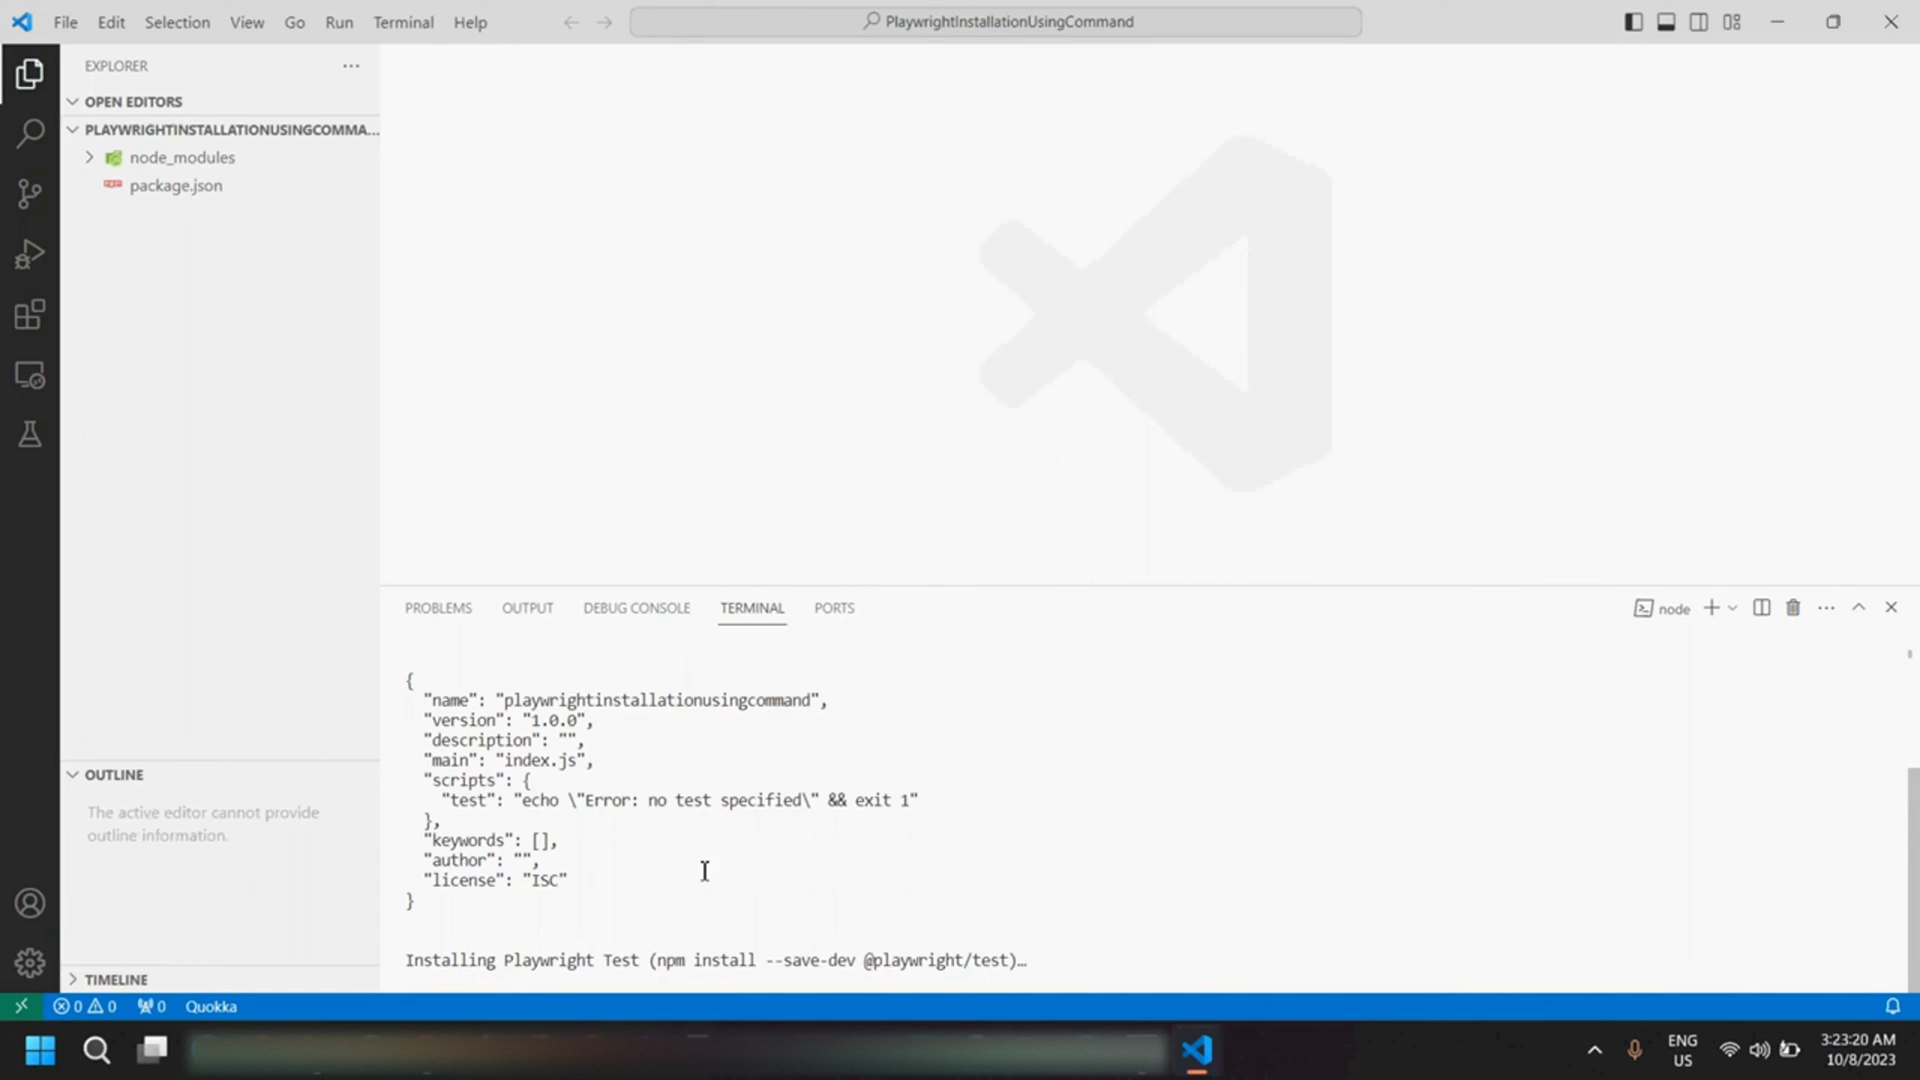 File Edit Selection View Go Run Terminal Help
PlaywrightInstallationUsingCommand
EXPLORER
OPEN EDITORS
PLAYWRIGHTINSTALLATIONUSINGCOMMA...
node_modules
package.json
OUTLINE
The active editor cannot provide
outline information.
TIMELINE
PROBLEMS OUTPUT DEBUG CONSOLE TERMINAL PORTS
node
{
"name": "playwrightinstallationusingcommand",
"version": "1.0.0",
"description": "",
"main": "index.js",
"scripts": {
"test": "echo \"Error: no test specified\" && exit 1"
},
"keywords": [],
"author": "",
"license": "ISC"
}
Installing Playwright Test (npm install --save-dev @playwright/test)…
0 0 0 Quokka
ENG
US
3:23:20 AM
10/8/2023